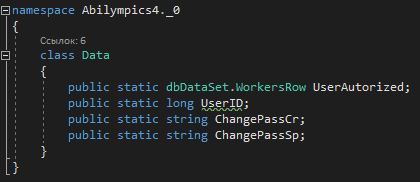 namespace Abilympics4._0
{
Ссылок: 6
class Data
{
public static dbDataSet.WorkersRow UserAutorized;
public static long UserID;
public static string ChangePassCr;
public static string ChangePassSp;
}
}